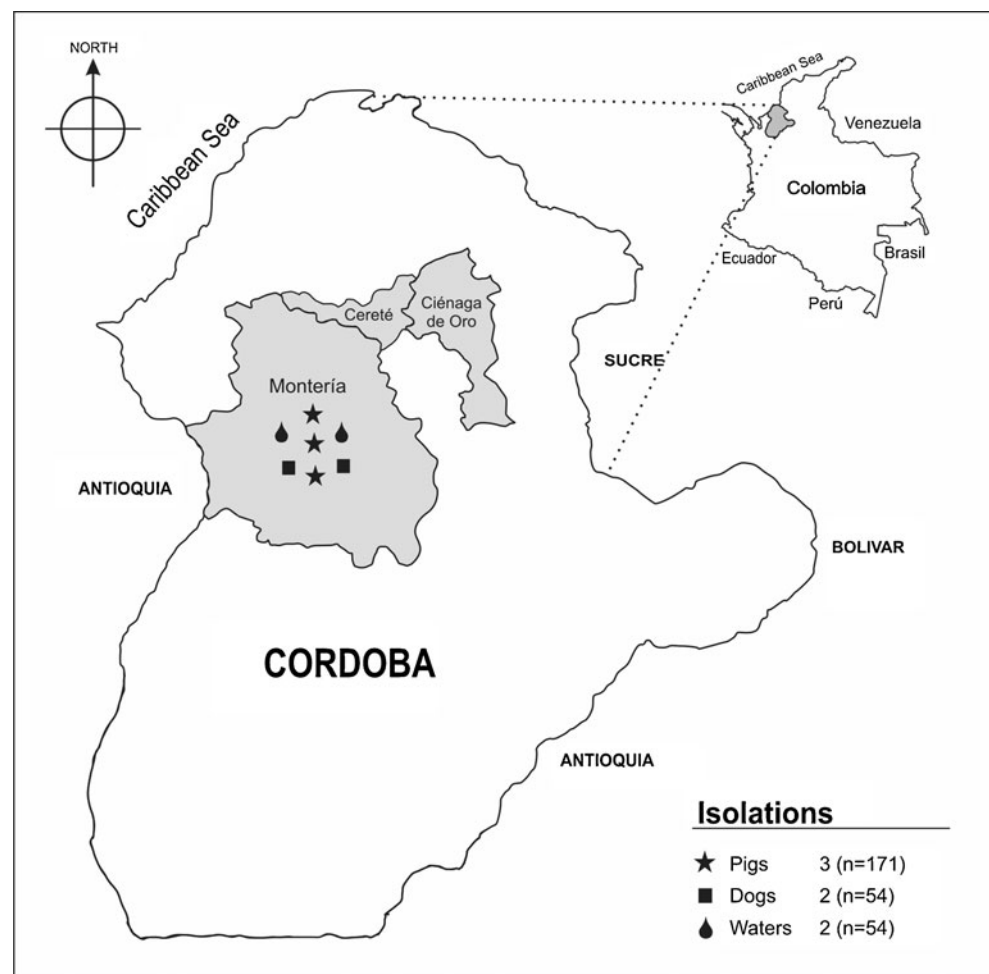 NORTH
Caribbean Sea
Caribbean Sea
Venezuela
Colombia
Ecuador
Brasil
Perú
Cereté
Ciénaga
de Oro
SUCRE
Montería
ANTIOQUIA
BOLIVAR
CORDOBA
ANTIOQUIA
Isolations
Pigs 3 (n=171)
Dogs 2 (n=54)
Waters 2 (n=54)